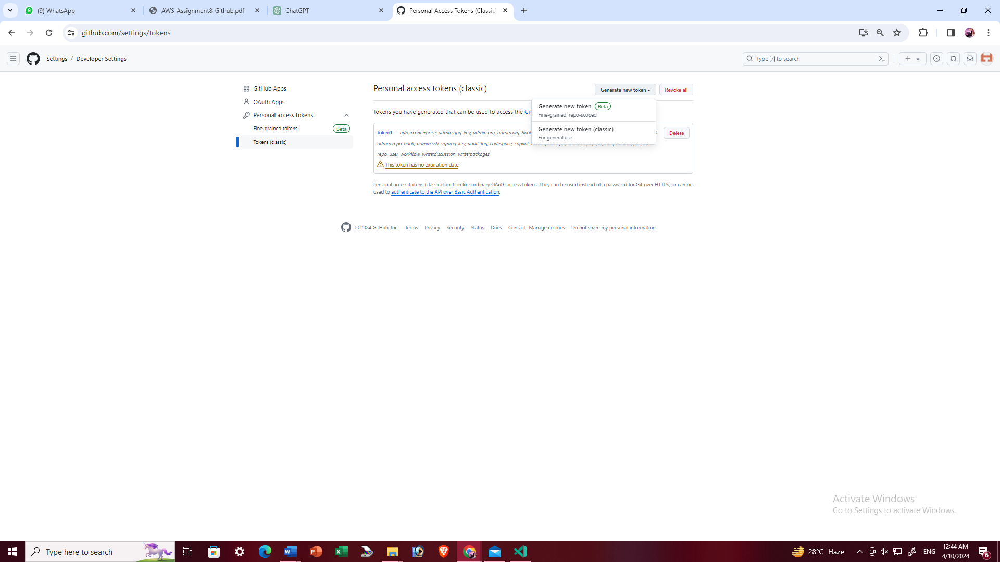 (9) WhatsApp
AWS-Assignment8-Github.pdf
ChatGPT
Personal Access Tokens (Classic
github.com/settings/tokens
Settings / Developer Settings
Type / to search
GitHub Apps
OAuth Apps
Personal access tokens
Fine-grained tokens Beta
Tokens (classic)
Personal access tokens (classic)
Generate new token
Revoke all
Generate new token Beta
Fine-grained, repo-scoped
Generate new token (classic)
For general use
Tokens you have generated that can be used to access the Git
token1 — admin:enterprise, admin:gpg_key, admin:org, admin:org_hook
Delete
admin:repo_hook, admin:ssh_signing_key, audit_log, codespace, copilot,
repo, user, workflow, write:discussion, write:packages
This token has no expiration date.
Personal access tokens (classic) function like ordinary OAuth access tokens. They can be used instead of a password for Git over HTTPS, or can be
used to authenticate to the API over Basic Authentication.
© 2024 GitHub, Inc. Terms Privacy Security Status Docs Contact Manage cookies Do not share my personal information
Activate Windows
Go to Settings to activate Windows.
Type here to search
28°C Haze
ENG
12:44 AM
4/10/2024
6